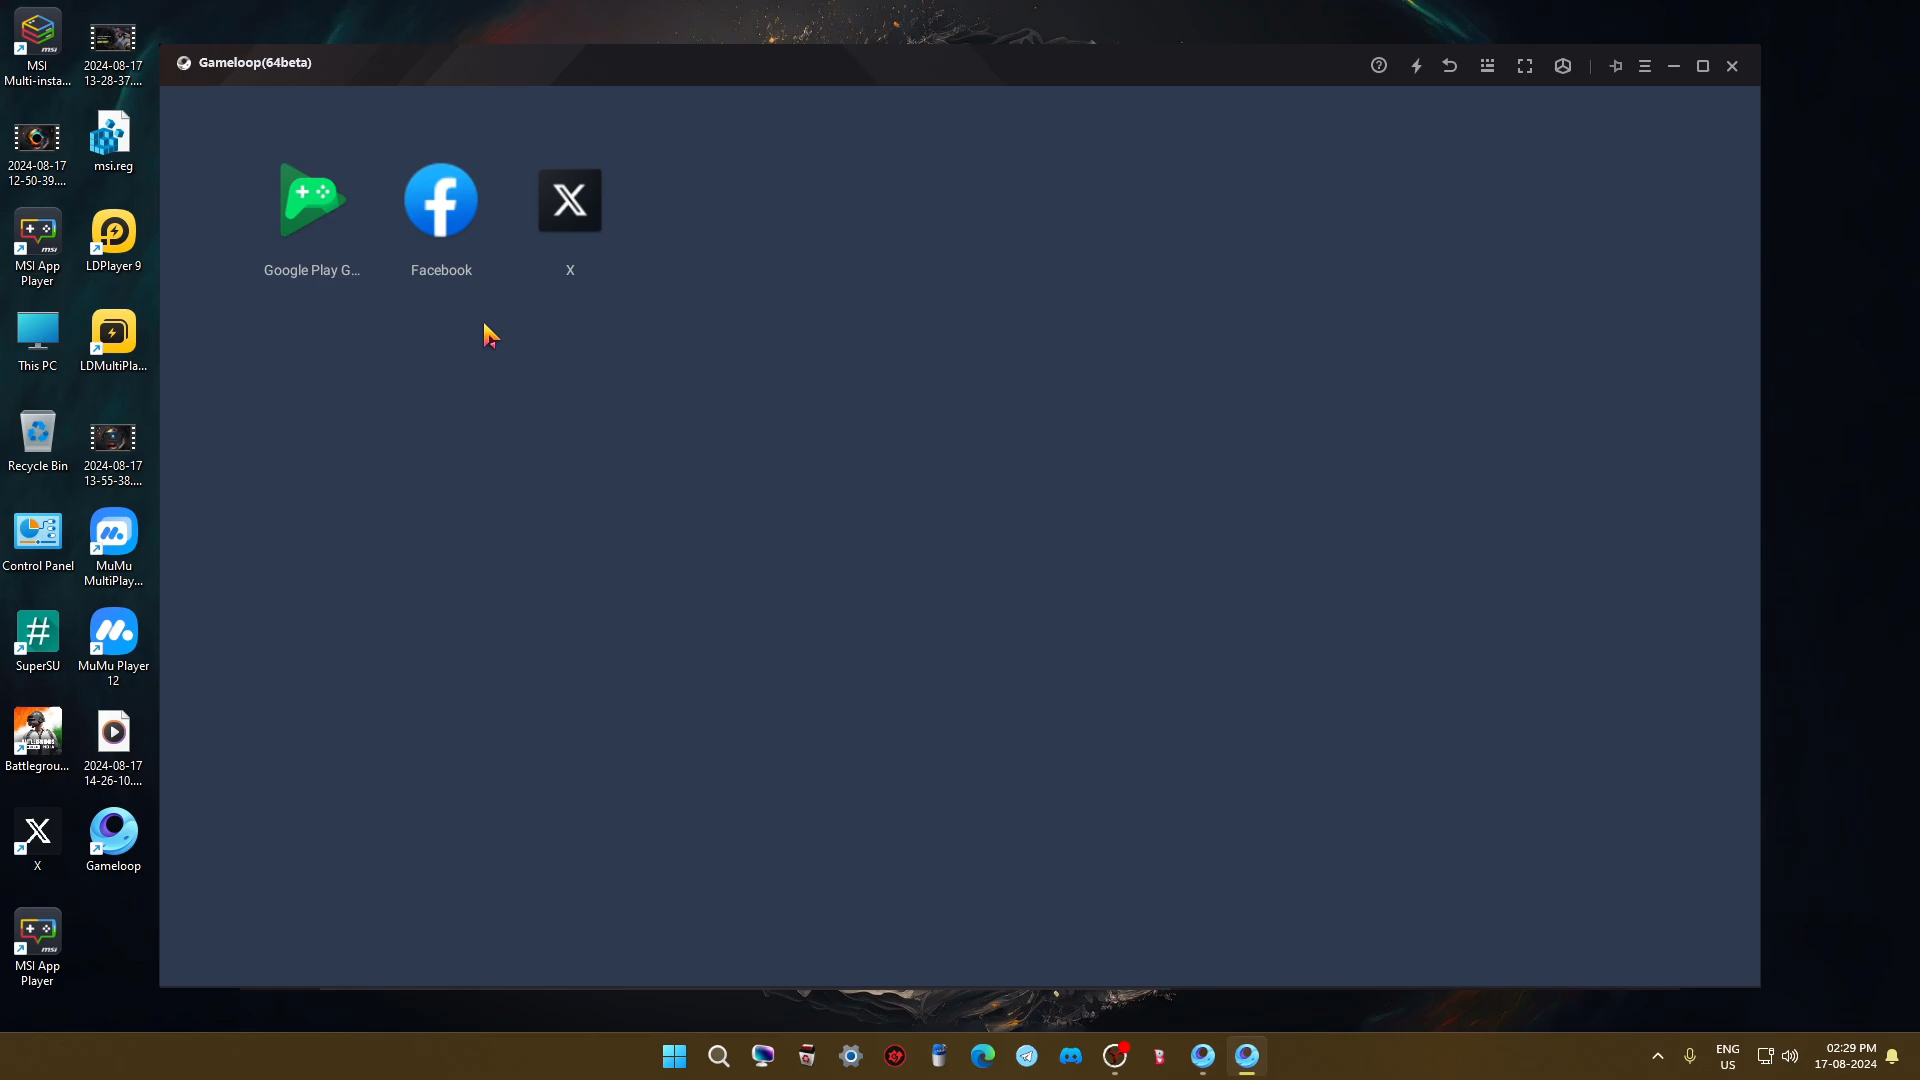 MSI
Multi-insta...
2024-08-17
13-28-37....
2024-08-17
12-50-39....
msi.reg
MSI App
Player
LDPlayer 9
This PC
LDMultiPla...
Recycle Bin
2024-08-17
13-55-38....
Control Panel
MuMu
MultiPlay...
SuperSU
MuMu Player
12
Battlegrou...
2024-08-17
14-26-10....
X
Gameloop
MSI App
Player
Gameloop(64beta)
Google Play G...
Facebook
X
ENG
US
02:29 PM
17-08-2024